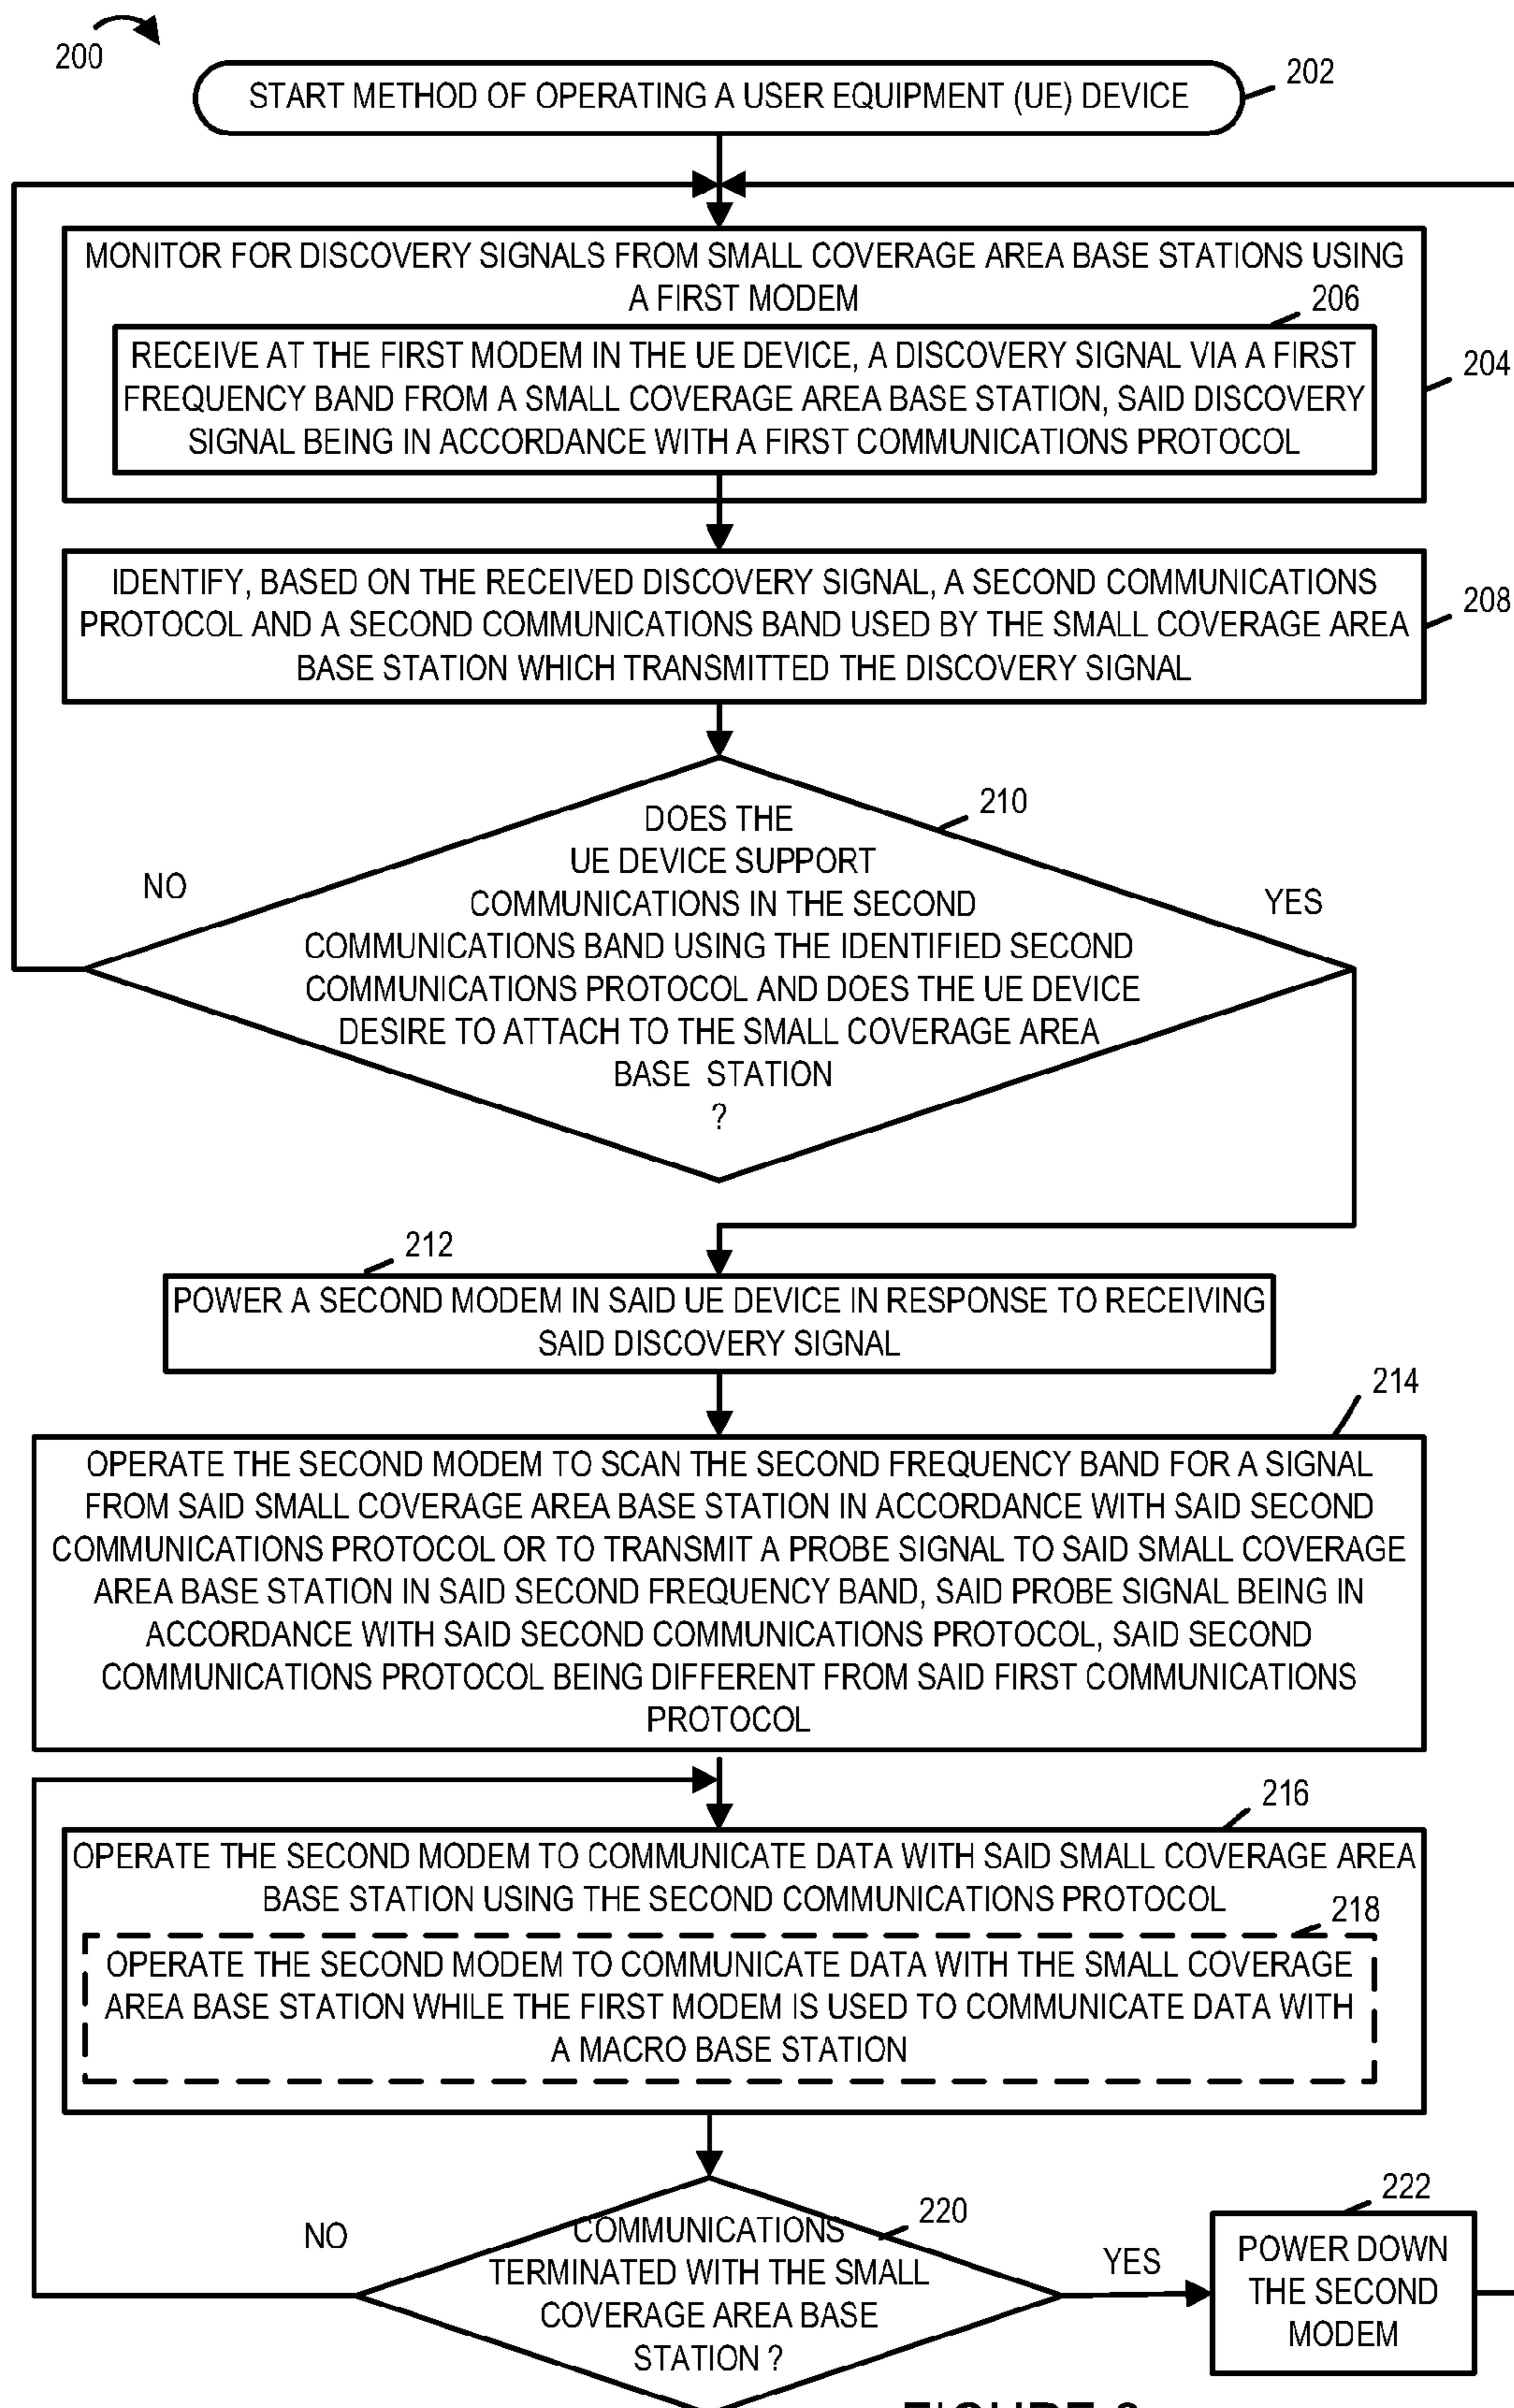 200
START METHOD OF OPERATING A USER EQUIPMENT (UE) DEVICE
202
MONITOR FOR DISCOVERY SIGNALS FROM SMALL COVERAGE AREA BASE STATIONS USING
A FIRST MODEM
206
RECEIVE AT THE FIRST MODEM IN THE UE DEVICE, A DISCOVERY SIGNAL VIA A FIRST
FREQUENCY BAND FROM A SMALL COVERAGE AREA BASE STATION, SAID DISCOVERY
SIGNAL BEING IN ACCORDANCE WITH A FIRST COMMUNICATIONS PROTOCOL
204
IDENTIFY, BASED ON THE RECEIVED DISCOVERY SIGNAL, A SECOND COMMUNICATIONS
PROTOCOL AND A SECOND COMMUNICATIONS BAND USED BY THE SMALL COVERAGE AREA
BASE STATION WHICH TRANSMITTED THE DISCOVERY SIGNAL
208
210
DOES THE
UE DEVICE SUPPORT
COMMUNICATIONS IN THE SECOND
COMMUNICATIONS BAND USING THE IDENTIFIED SECOND
COMMUNICATIONS PROTOCOL AND DOES THE UE DEVICE
DESIRE TO ATTACH TO THE SMALL COVERAGE AREA
BASE STATION
?
NO
YES
212
POWER A SECOND MODEM IN SAID UE DEVICE IN RESPONSE TO RECEIVING
SAID DISCOVERY SIGNAL
214
OPERATE THE SECOND MODEM TO SCAN THE SECOND FREQUENCY BAND FOR A SIGNAL
FROM SAID SMALL COVERAGE AREA BASE STATION IN ACCORDANCE WITH SAID SECOND
COMMUNICATIONS PROTOCOL OR TO TRANSMIT A PROBE SIGNAL TO SAID SMALL COVERAGE
AREA BASE STATION IN SAID SECOND FREQUENCY BAND, SAID PROBE SIGNAL BEING IN
ACCORDANCE WITH SAID SECOND COMMUNICATIONS PROTOCOL, SAID SECOND
COMMUNICATIONS PROTOCOL BEING DIFFERENT FROM SAID FIRST COMMUNICATIONS
PROTOCOL
216
OPERATE THE SECOND MODEM TO COMMUNICATE DATA WITH SAID SMALL COVERAGE AREA
BASE STATION USING THE SECOND COMMUNICATIONS PROTOCOL
218
OPERATE THE SECOND MODEM TO COMMUNICATE DATA WITH THE SMALL COVERAGE
AREA BASE STATION WHILE THE FIRST MODEM IS USED TO COMMUNICATE DATA WITH
A MACRO BASE STATION
220
COMMUNICATIONS
TERMINATED WITH THE SMALL
COVERAGE AREA BASE
STATION ?
NO
YES
222
POWER DOWN
THE SECOND
MODEM